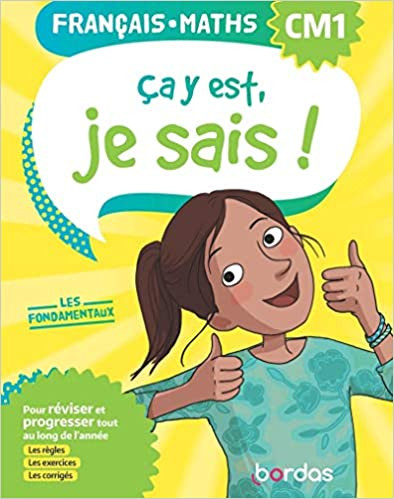 FRANÇAIS • MATHS
CM1
Ça y est,
je sais !
LES
FONDAMENTAUX
Pour réviser et
progresser tout
au long de l'année
Les règles
Les exercices
Les corrigés
bordas